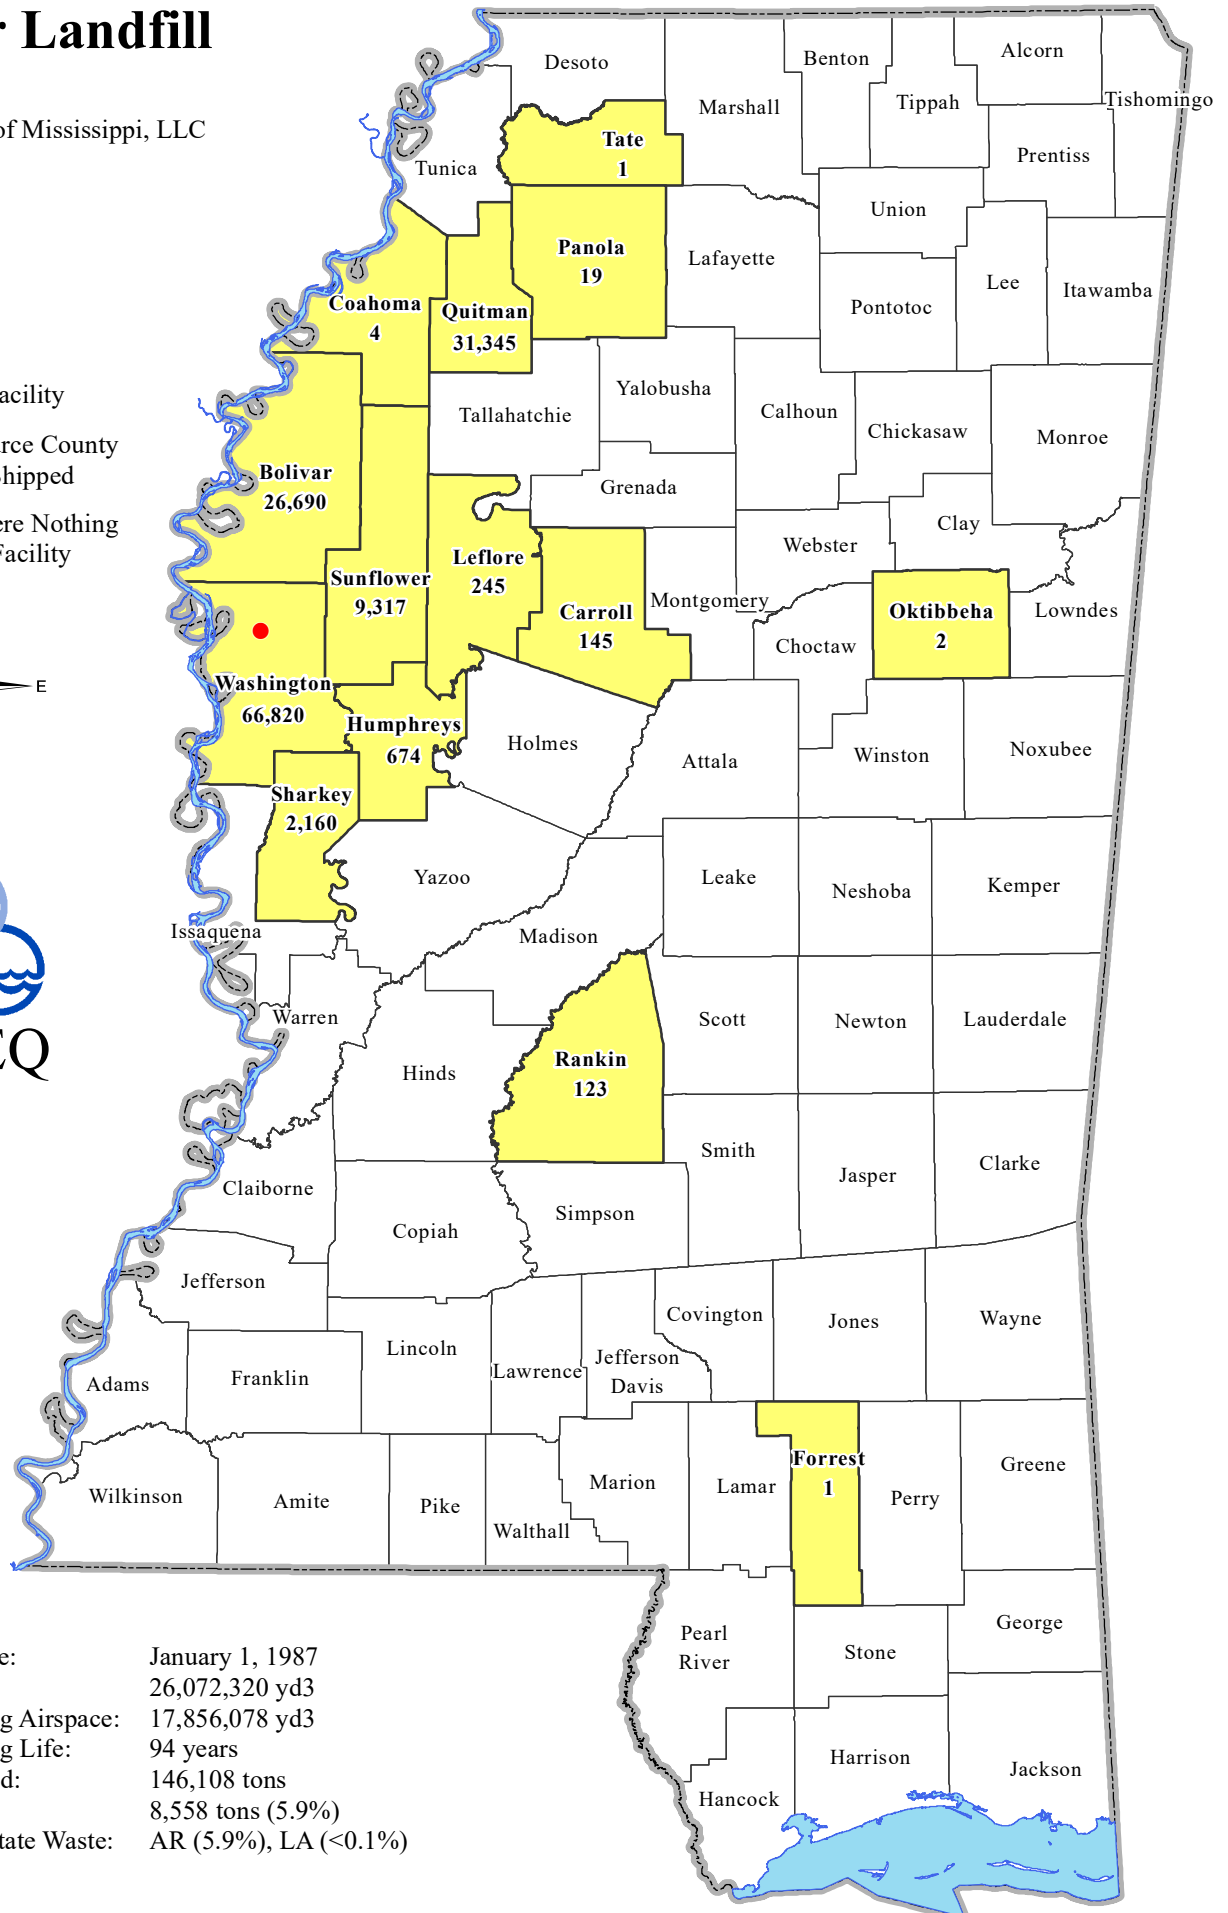 r Landfill
of Mississippi, LLC
acility
rce County
Shipped
ere Nothing
Facility
E
EQ
Desoto
Marshall
Benton
Tippah
Alcorn
Tishomingo
Prentiss
Tunica
Tate
1
Union
Panola
19
Lafayette
Pontotoc
Lee
Itawamba
Coahoma
4
Quitman
31,345
Tallahatchie
Yalobusha
Calhoun
Chickasaw
Monroe
Bolivar
26,690
Grenada
Clay
Webster
Sunflower
9,317
Leflore
245
Carroll
145
Montgomery
Choctaw
Oktibbeha
2
Lowndes
Washington
66,820
Humphreys
674
Holmes
Attala
Winston
Noxubee
Sharkey
2,160
Yazoo
Leake
Neshoba
Kemper
Issaquena
Madison
Warren
Hinds
Rankin
123
Scott
Newton
Lauderdale
Smith
Jasper
Clarke
Claiborne
Copiah
Simpson
Jefferson
Covington
Jones
Wayne
Lincoln
Lawrence
Jefferson
Davis
Adams
Franklin
Wilkinson
Amite
Pike
Walthall
Marion
Lamar
Forrest
1
Perry
Greene
Pearl
River
Stone
George
Hancock
Harrison
Jackson
e: January 1, 1987
26,072,320 yd3
g Airspace: 17,856,078 yd3
g Life: 94 years
d: 146,108 tons
8,558 tons (5.9%)
tate Waste: AR (5.9%), LA (<0.1%)